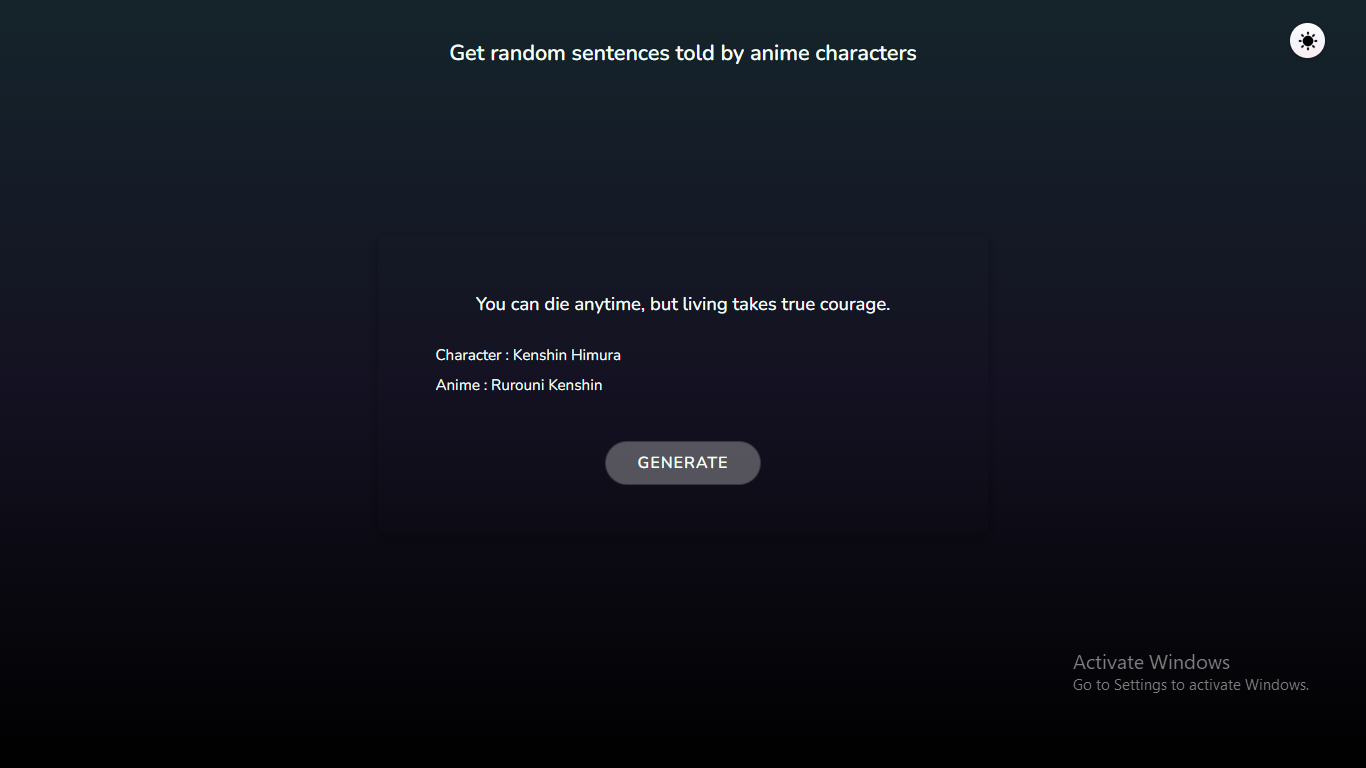 Get random sentences told by anime characters
You can die anytime, but living takes true courage.
Character : Kenshin Himura
Anime : Rurouni Kenshin
GENERATE
Activate Windows
Go to Settings to activate Windows.